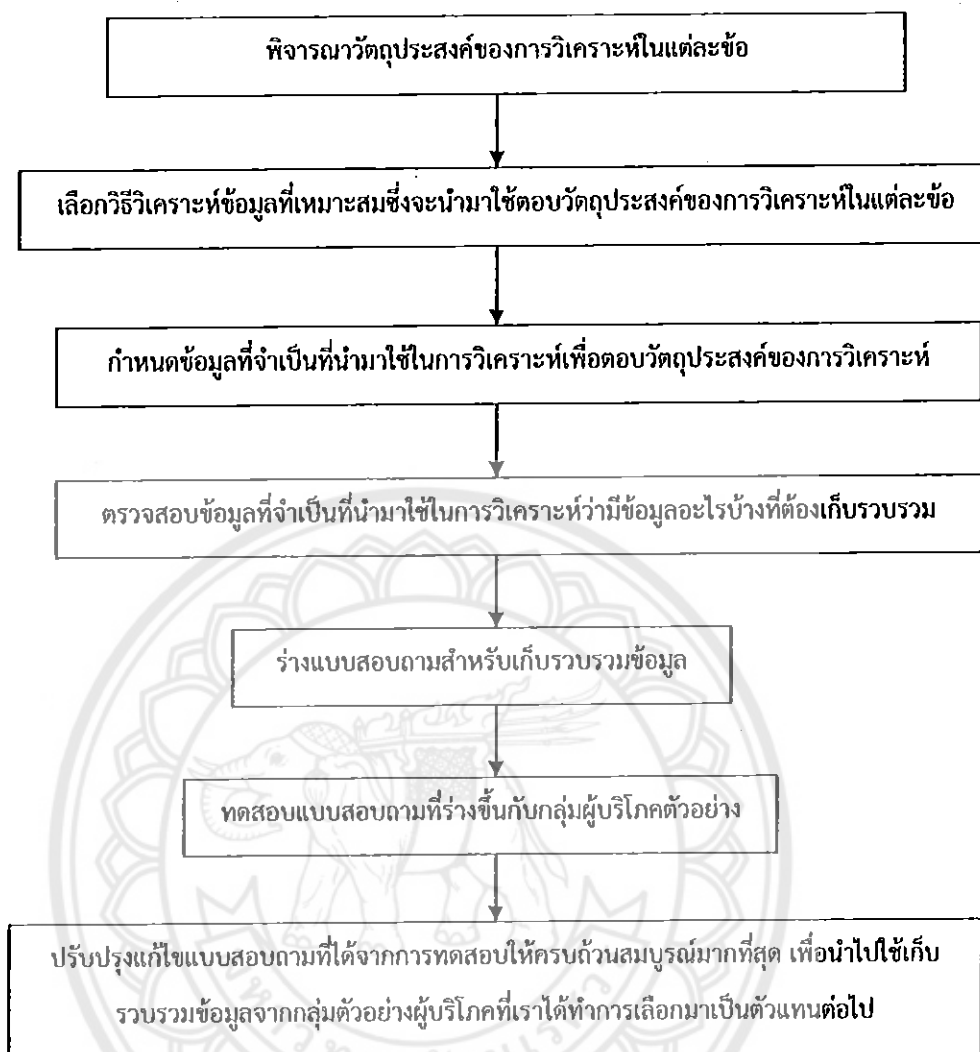 พิจารณาวัตถุประสงค์ของการวิเคราะห์ในแต่ละข้อ
เลือกวิธีวิเคราะห์ข้อมูลที่เหมาะสมซึ่งจะนำมาใช้ตอบวัตถุประสงค์ของการวิเคราะห์ในแต่ละข้อ
กำหนดข้อมูลที่จำเป็นที่นำมาใช้ในการวิเคราะห์เพื่อตอบวัตถุประสงค์ของการวิเคราะห์
ตรวจสอบข้อมูลที่จำเป็นที่นำมาใช้ในการวิเคราะห์ว่ามีข้อมูลอะไรบ้างที่ต้องเก็บรวบรวม
ร่างแบบสอบถามสำหรับเก็บรวบรวมข้อมูล
ทดสอบแบบสอบถามที่ร่างขึ้นกับกลุ่มผู้บริโภคตัวอย่าง
ปรับปรุงแก้ไขแบบสอบถามที่ได้จากการทดสอบให้ครบถ้วนสมบูรณ์มากที่สุด เพื่อนำไปใช้เก็บ
รวบรวมข้อมูลจากกลุ่มตัวอย่างผู้บริโภคที่เราได้ทำการเลือกมาเป็นตัวแทนต่อไป